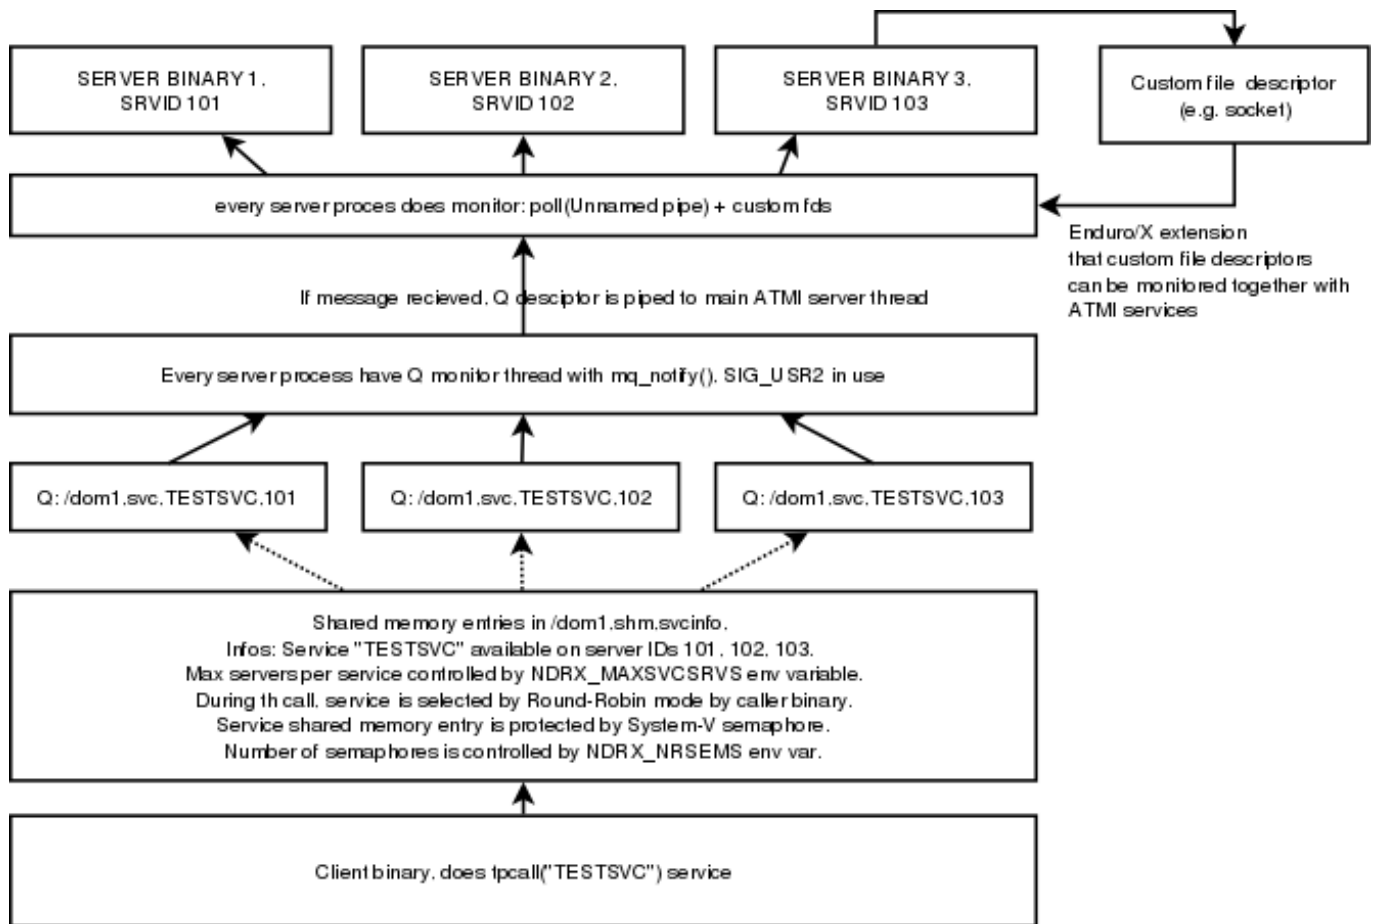 SERVER BINARY 1.
SRVID 101
SERVER BINARY 2.
SRVID 102
SERVER BINARY 3.
SRVID 103
Custom file descriptor
(e.g. socket)
every server proces does monitor: poll(Unnamed pipe) + custom fds
Enduro/X extension
that custom file descriptors
can be monitored together with
ATMI services
If message recieved. Q desciptor is piped to main ATMI server thread
Every server process have Q monitor thread with mq_notify(). SIG_USR2 in use
Q: /dom1.svc.TESTSVC.101
Q: /dom1.svc.TESTSVC.102
Q: /dom1.svc.TESTSVC.103
Shared memory entries in /dom1.shm.svcinfo.
Infos: Service "TESTSVC" available on server IDs 101. 102. 103.
Max servers per service controlled by NDRX_MAXSVCSRVS env variable.
During th call. service is selected by Round-Robin mode by caller binary.
Service shared memory entry is protected by System-V semaphore.
Number of semaphores is controlled by NDRX_NRSEMS env var.
Client binary. does tpcall("TESTSVC") service